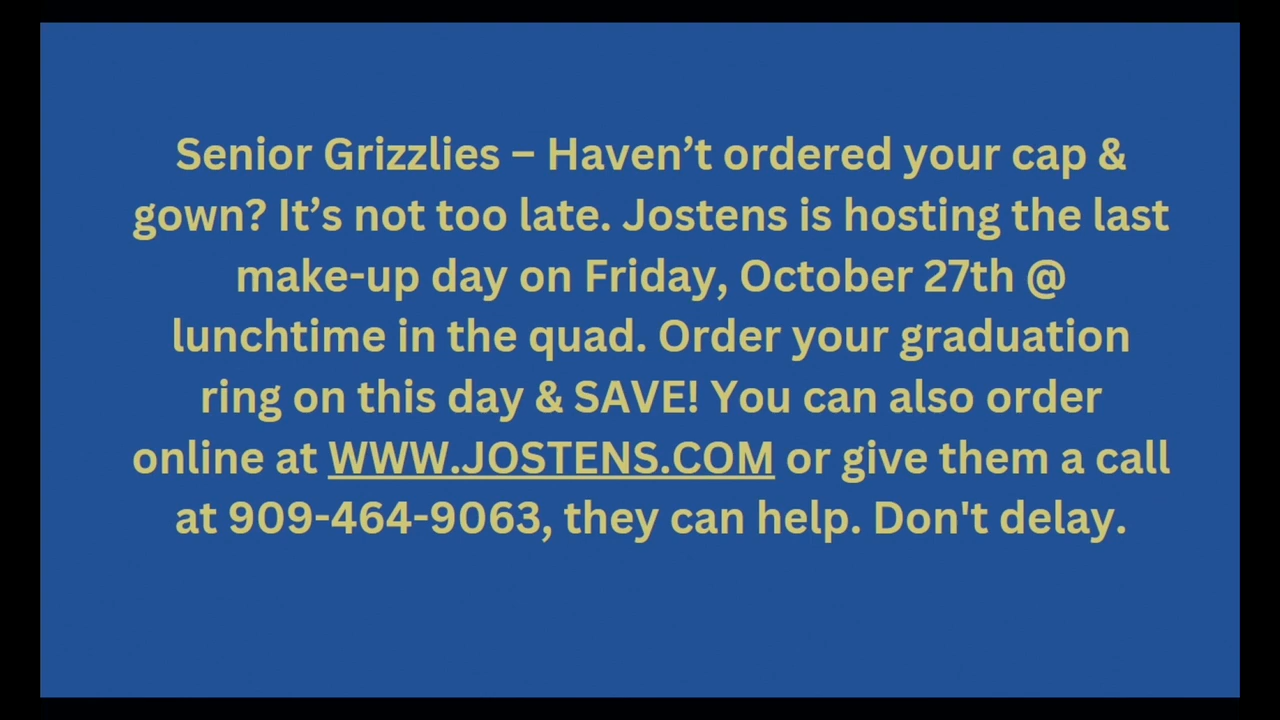 Senior Grizzlies – Haven’t ordered your cap &
gown? It’s not too late. Jostens is hosting the last
make-up day on Friday, October 27th @
lunchtime in the quad. Order your graduation
ring on this day & SAVE! You can also order
online at WWW.JOSTENS.COM or give them a call
at 909-464-9063, they can help. Don't delay.